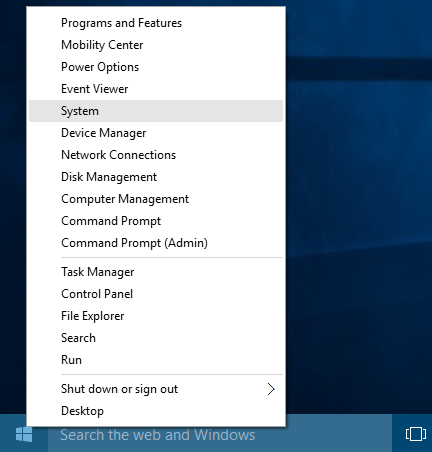 Programs and Features
Mobility Center
Power Options
Event Viewer
System
Device Manager
Network Connections
Disk Management
Computer Management
Command Prompt
Command Prompt (Admin)
Task Manager
Control Panel
File Explorer
Search
Run
Shut down or sign out
Desktop
Search the web and Windows